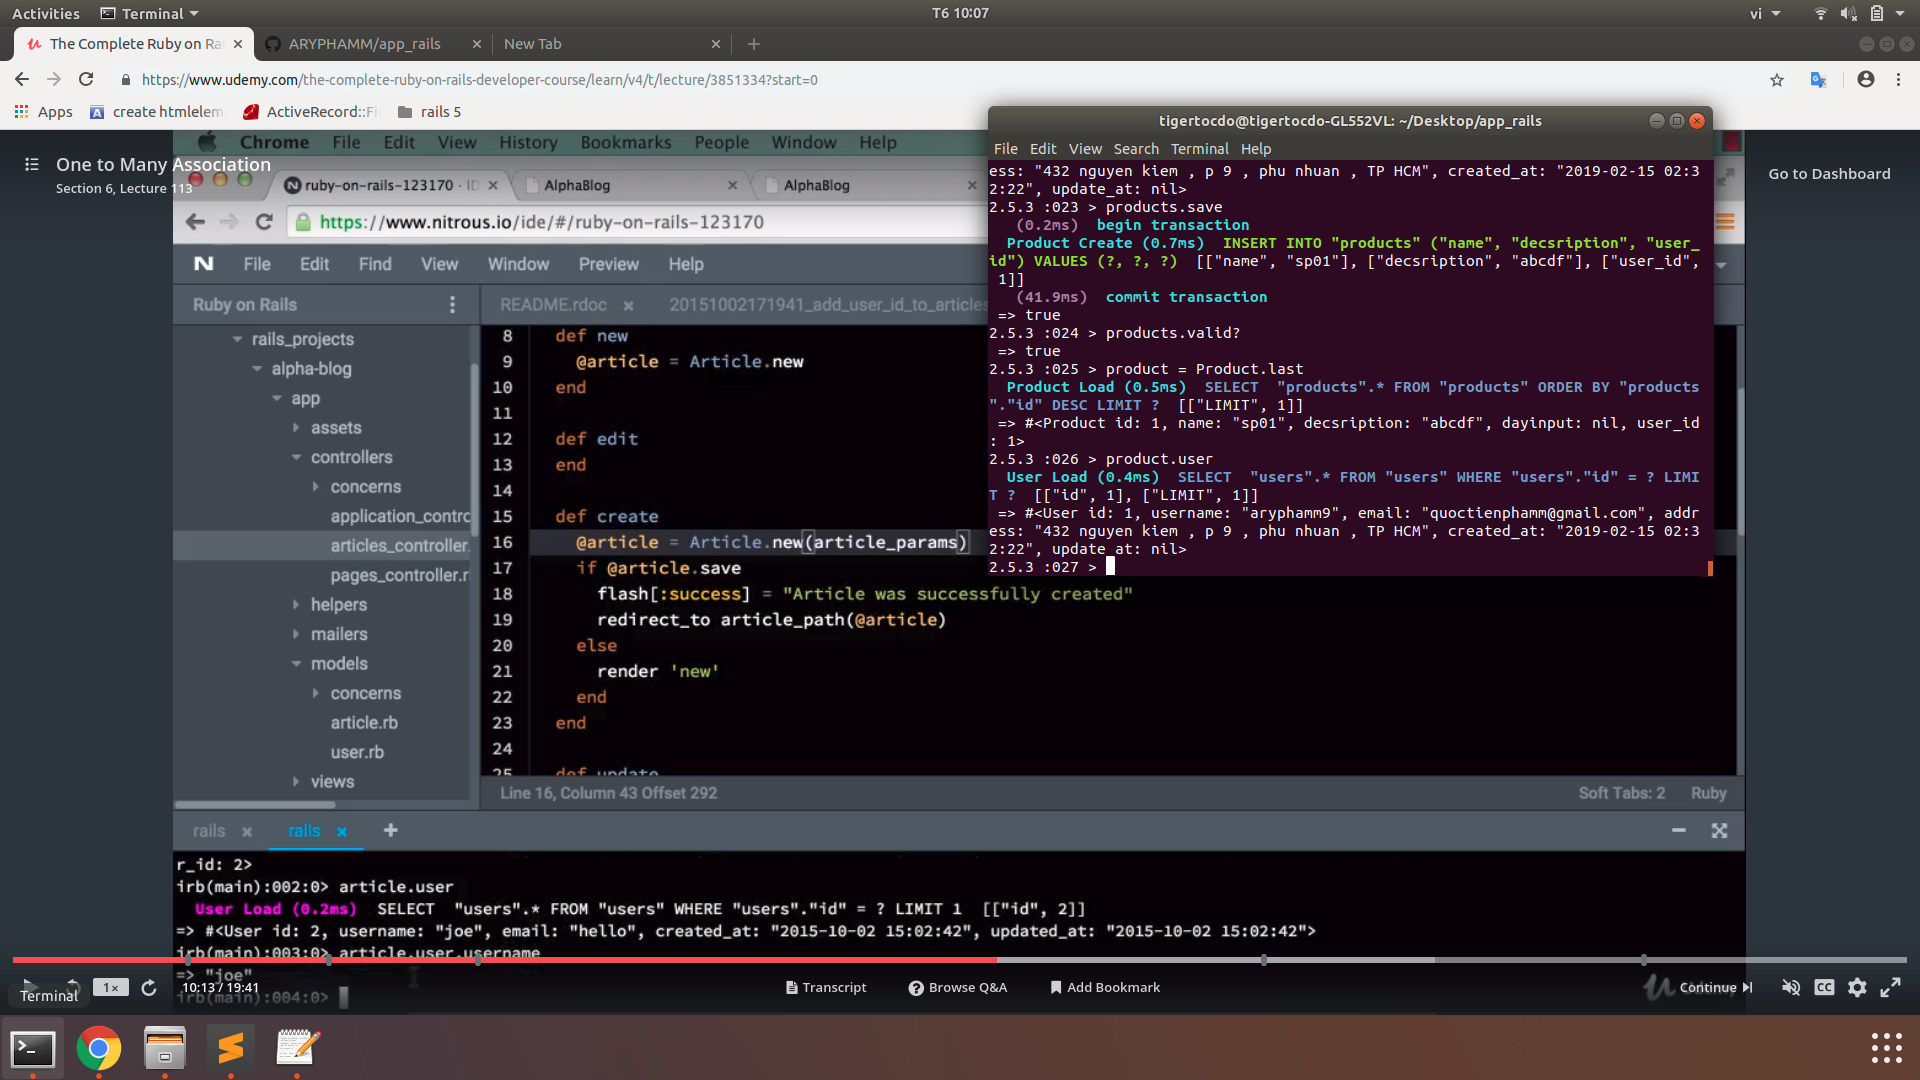 Activities Terminal T6 10:07 vi
The Complete Ruby on Ra ARYPHAMM/app_rails New Tab
https://www.udemy.com/the-complete-ruby-on-rails-developer-course/learn/v4/t/lecture/3851334?start=0
Apps create htmlelem ActiveRecord::Fi rails 5
One to Many Association
Section 6, Lecture 113
Go to Dashboard
Chrome File Edit View History Bookmarks People Window Help
ruby-on-rails-123170 · ID AlphaBlog AlphaBlog
https://www.nitrous.io/ide/#/ruby-on-rails-123170
N File Edit Find View Window Preview Help
Ruby on Rails README.rdoc 20151002171941_add_user_id_to_articles
rails_projects
alpha-blog
app
assets
controllers
concerns
application_contro
articles_controller.
pages_controller.r
helpers
mailers
models
concerns
article.rb
user.rb
views
8 def new
9 @article = Article.new
10 end
11
12 def edit
13 end
14
15 def create
16 @article = Article.new(article_params)
17 if @article.save
18 flash[:success] = "Article was successfully created"
19 redirect_to article_path(@article)
20 else
21 render 'new'
22 end
23 end
24
25 def update
Line 16, Column 43 Offset 292 Soft Tabs: 2 Ruby
tigertocdo@tigertocdo-GL552VL: ~/Desktop/app_rails
File Edit View Search Terminal Help
ess: "432 nguyen kiem , p 9 , phu nhuan , TP HCM", created_at: "2019-02-15 02:3
2:22", update_at: nil>
2.5.3 :023 > products.save
(0.2ms) begin transaction
Product Create (0.7ms) INSERT INTO "products" ("name", "decsription", "user_
id") VALUES (?, ?, ?) [["name", "sp01"], ["decsription", "abcdf"], ["user_id",
1]]
(41.9ms) commit transaction
=> true
2.5.3 :024 > products.valid?
=> true
2.5.3 :025 > product = Product.last
Product Load (0.5ms) SELECT "products".* FROM "products" ORDER BY "products
"."id" DESC LIMIT ? [["LIMIT", 1]]
=> #<Product id: 1, name: "sp01", decsription: "abcdf", dayinput: nil, user_id
: 1>
2.5.3 :026 > product.user
User Load (0.4ms) SELECT "users".* FROM "users" WHERE "users"."id" = ? LIMI
T ? [["id", 1], ["LIMIT", 1]]
=> #<User id: 1, username: "aryphamm9", email: "quoctienphamm@gmail.com", addr
ess: "432 nguyen kiem , p 9 , phu nhuan , TP HCM", created_at: "2019-02-15 02:3
2:22", update_at: nil>
2.5.3 :027 >
rails rails
r_id: 2>
irb(main):002:0> article.user
User Load (0.2ms) SELECT "users".* FROM "users" WHERE "users"."id" = ? LIMIT 1 [["id", 2]]
=> #<User id: 2, username: "joe", email: "hello", created_at: "2015-10-02 15:02:42", updated_at: "2015-10-02 15:02:42">
irb(main):003:0> article.user.username
=> "joe"
irb(main):004:0>
Terminal 1× 10:13 / 19:41 Transcript Browse Q&A Add Bookmark Continue CC